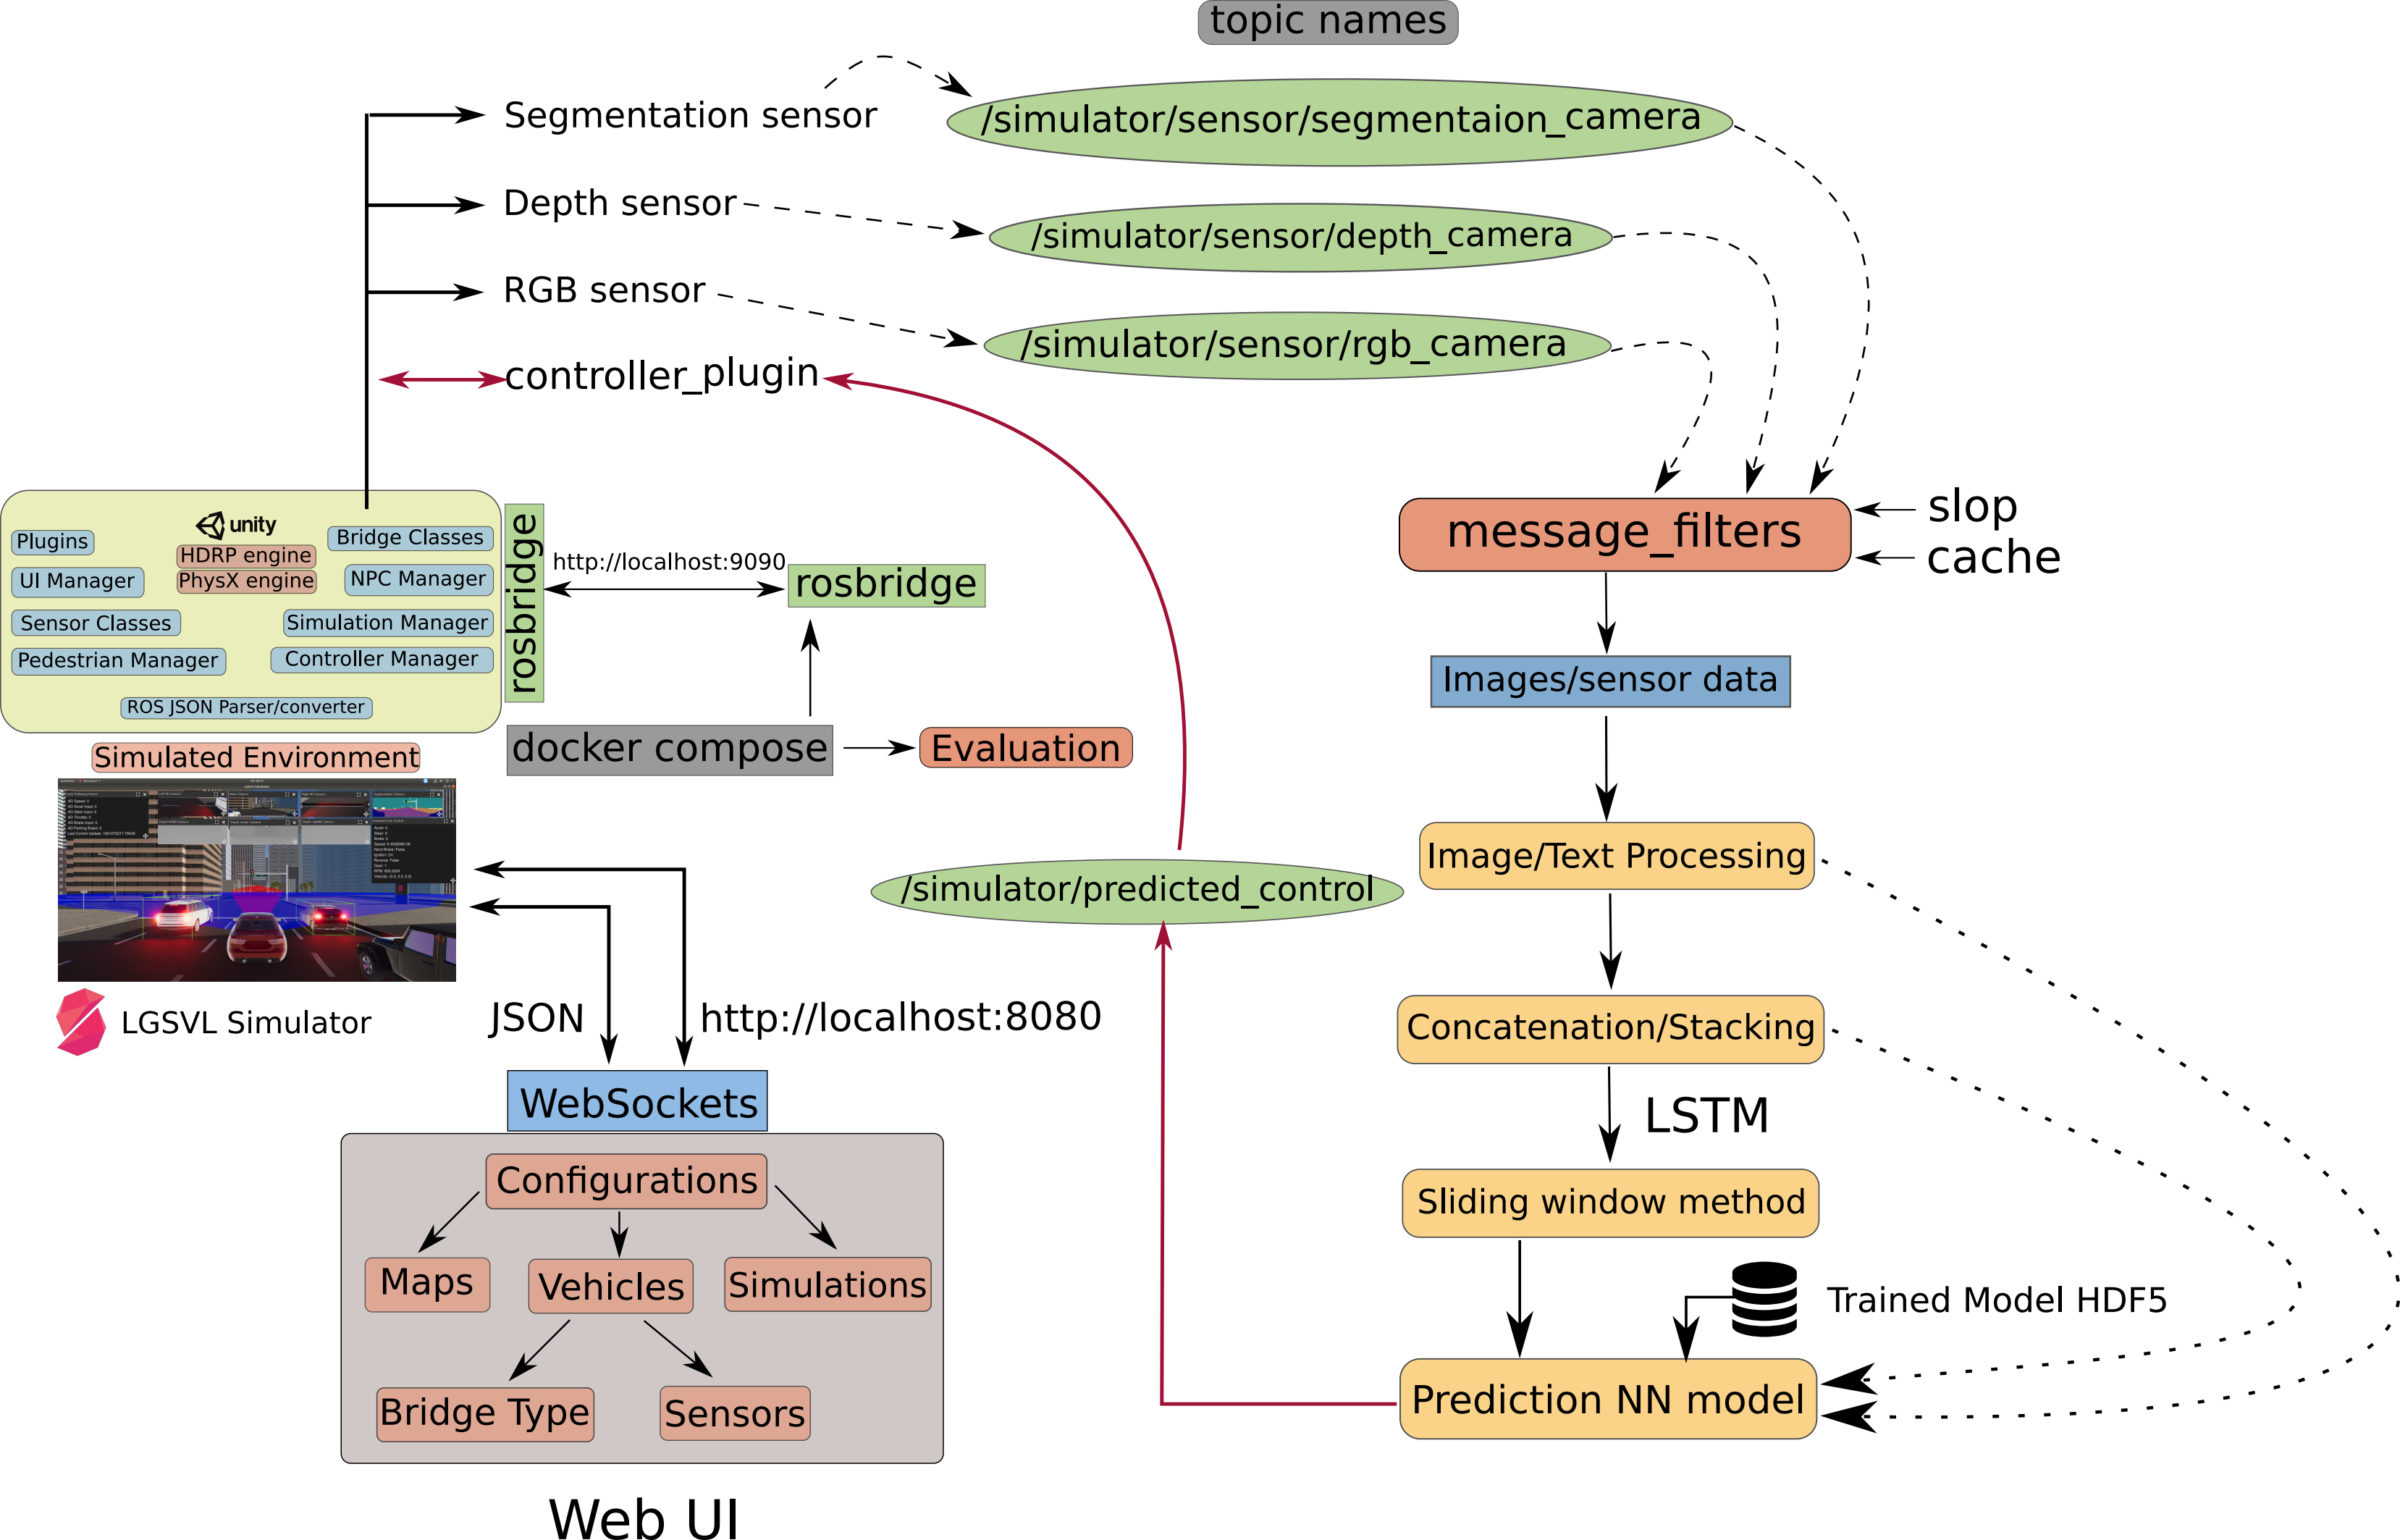 topic names
Segmentation sensor
/simulator/sensor/segmentaion_camera
Depth sensor
/simulator/sensor/depth_camera
RGB sensor
/simulator/sensor/rgb_camera
controller_plugin
message_filters
slop
cache
unity
Plugins
HDRP engine
Bridge Classes
UI Manager
PhysX engine
NPC Manager
Sensor Classes
Simulation Manager
Pedestrian Manager
Controller Manager
ROS JSON Parser/converter
rosbridge
http://localhost:9090
rosbridge
docker compose
Evaluation
Simulated Environment
LGSVL Simulator
JSON
http://localhost:8080
WebSockets
Configurations
Maps
Vehicles
Simulations
Bridge Type
Sensors
Web UI
Images/sensor data
Image/Text Processing
/simulator/predicted_control
Concatenation/Stacking
LSTM
Sliding window method
Trained Model HDF5
Prediction NN model